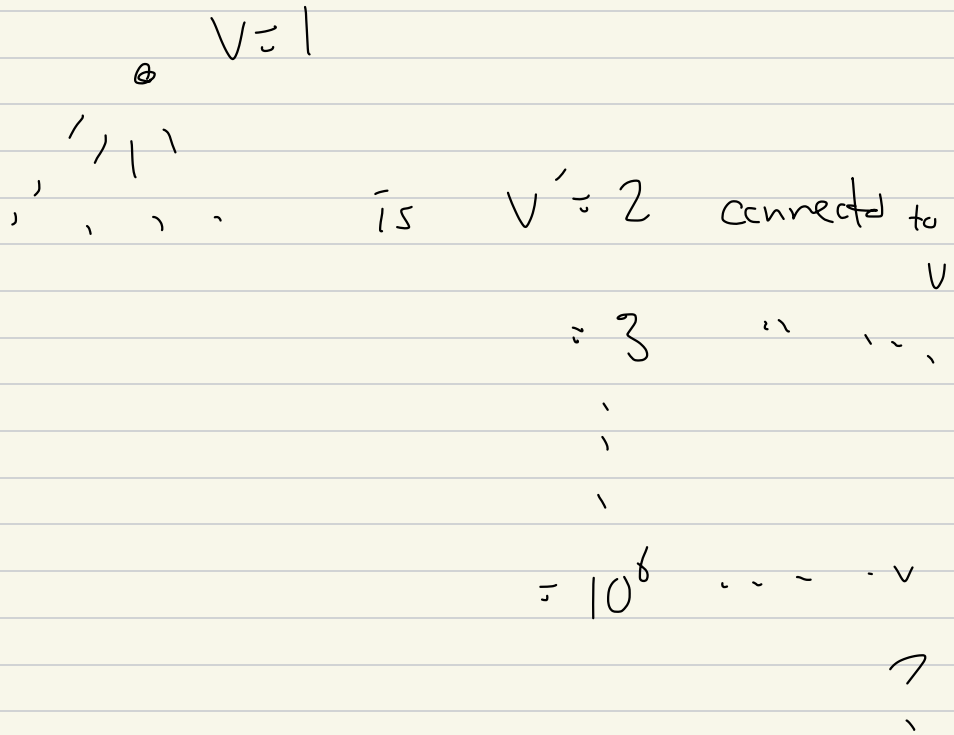 V = 1
is V' = 2 connected to
V
= 3 " ....
= 10^6 .... v
?